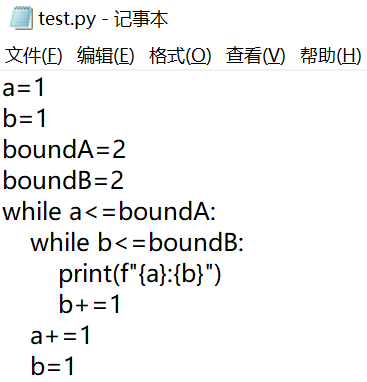 test.py - 记事本
文件(F) 编辑(E) 格式(O) 查看(V) 帮助(H)
a=1
b=1
boundA=2
boundB=2
while a<=boundA:
    while b<=boundB:
        print(f"{a}:{b}")
        b+=1
    a+=1
    b=1